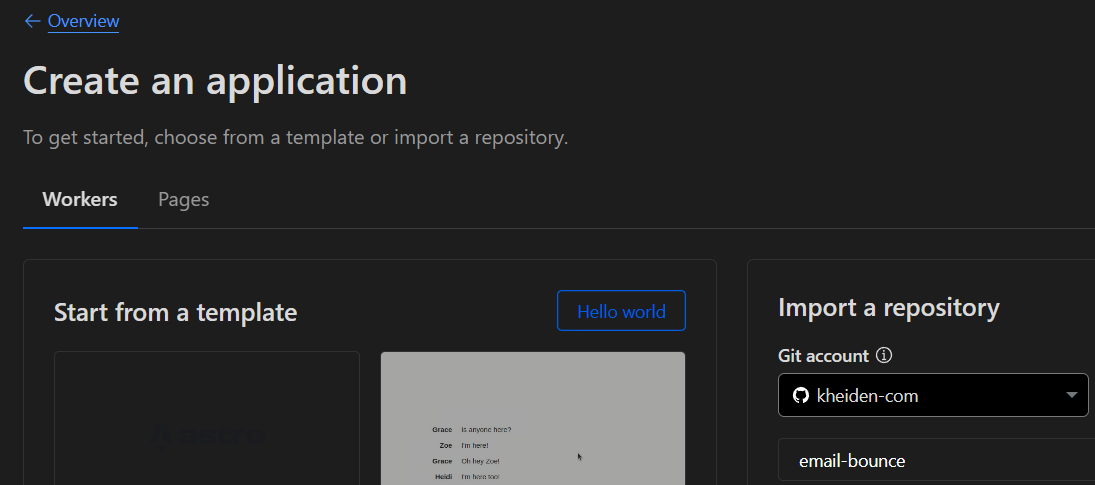 ← Overview
Create an application
To get started, choose from a template or import a repository.
Workers Pages
Start from a template
Hello world
astro
Grace Is anyone here?
Zoe I'm here!
Grace Oh hey Zoe!
Heidi I'm here too!
Import a repository
Git account
kheiden-com
email-bounce